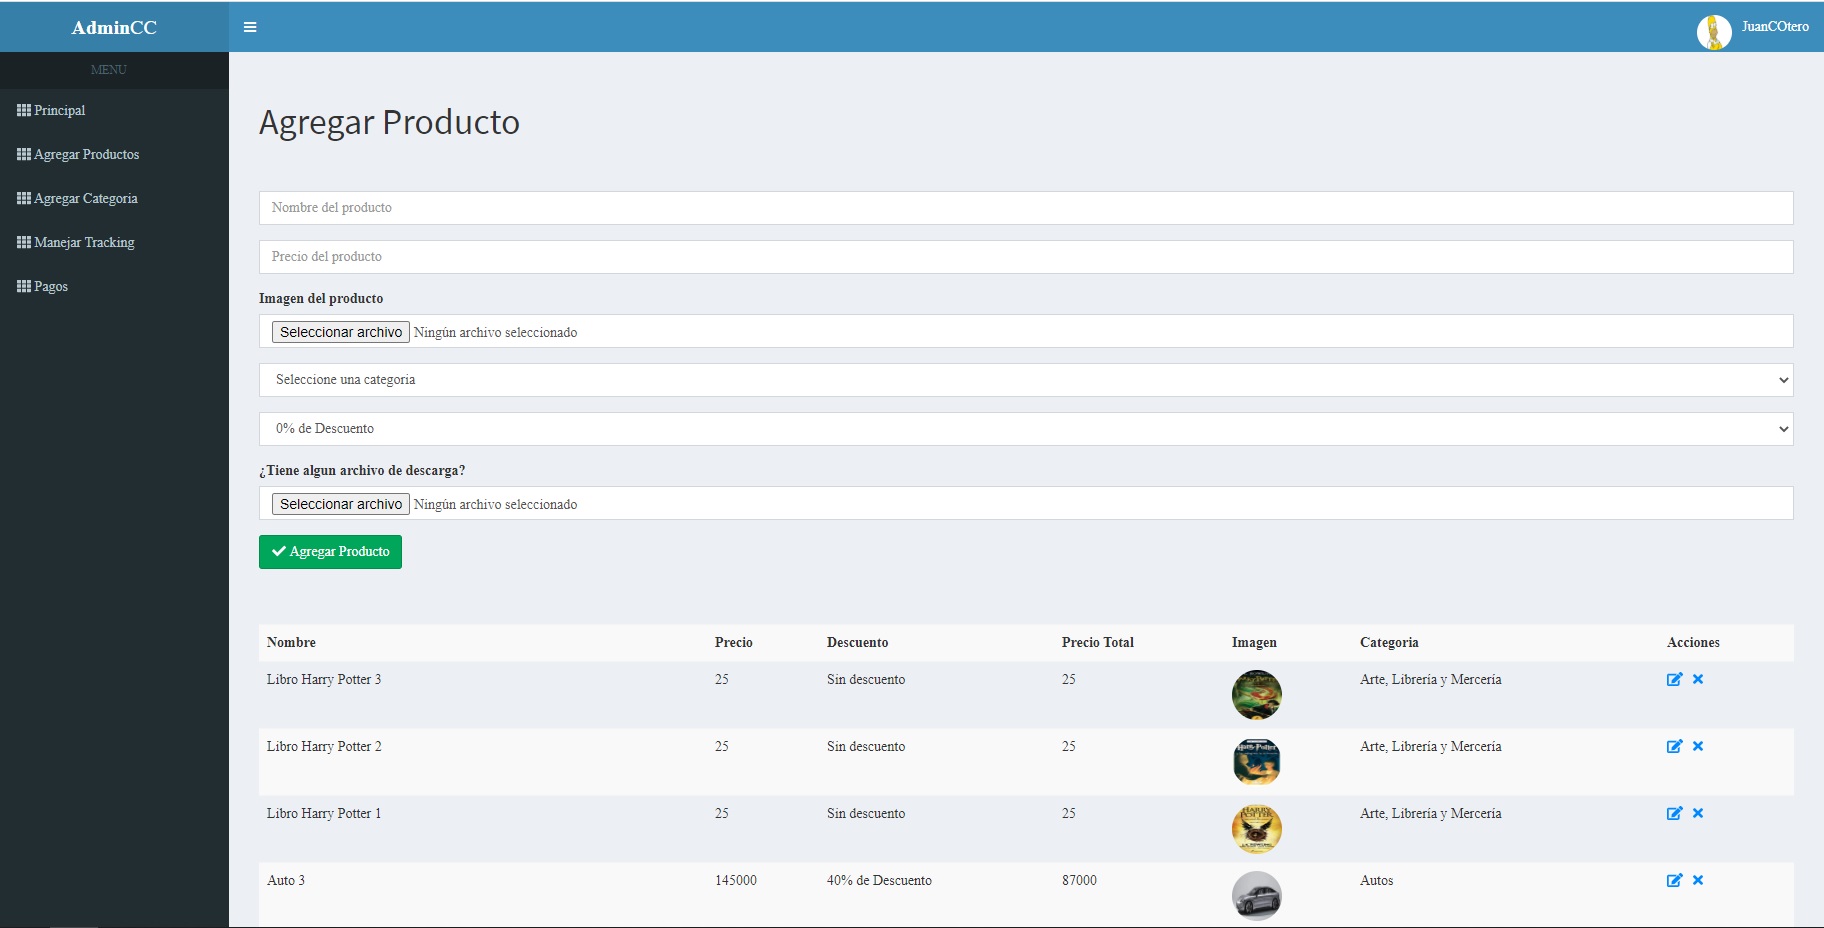 AdminCC
JuanCOtero
MENU
Principal
Agregar Productos
Agregar Categoria
Manejar Tracking
Pagos
Agregar Producto
Nombre del producto
Precio del producto
Imagen del producto
Seleccionar archivo Ningún archivo seleccionado
Seleccione una categoria
0% de Descuento
¿Tiene algun archivo de descarga?
Seleccionar archivo Ningún archivo seleccionado
Agregar Producto
Nombre Precio Descuento Precio Total Imagen Categoria Acciones
Libro Harry Potter 3 25 Sin descuento 25 Arte, Librería y Mercería
Libro Harry Potter 2 25 Sin descuento 25 Arte, Librería y Mercería
Libro Harry Potter 1 25 Sin descuento 25 Arte, Librería y Mercería
HARRY
POTTER
Auto 3 145000 40% de Descuento 87000 Autos